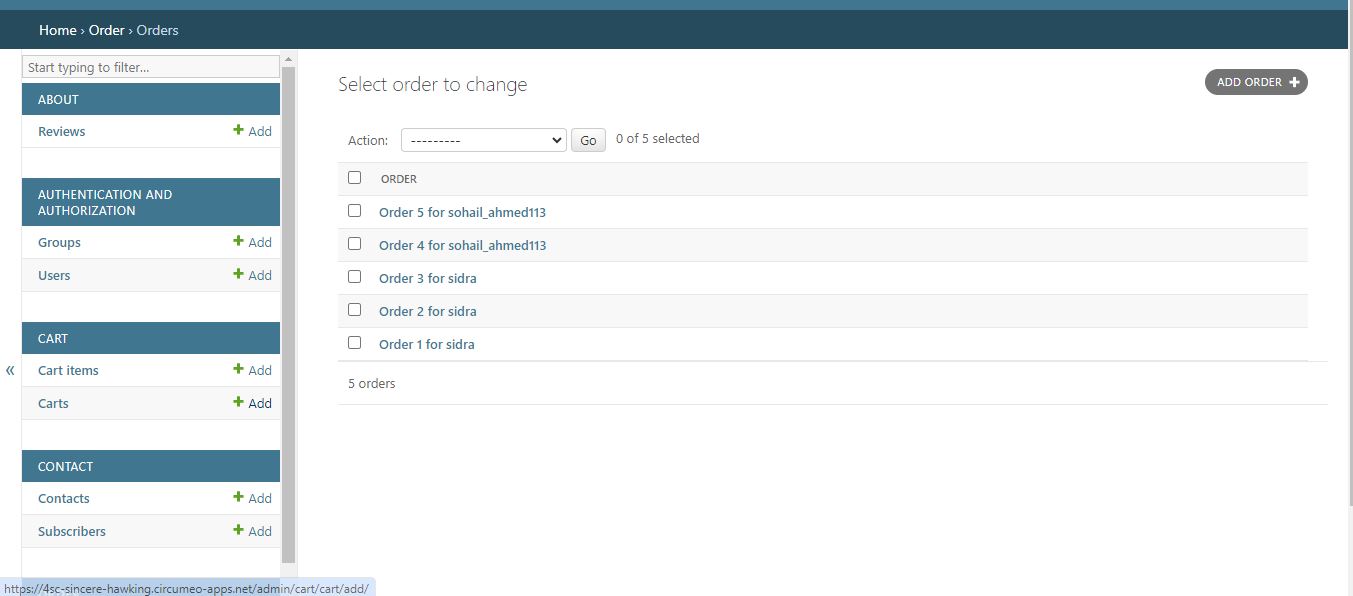 Home › Order › Orders
Start typing to filter...
ABOUT
Reviews + Add
AUTHENTICATION AND
AUTHORIZATION
Groups + Add
Users + Add
CART
Cart items + Add
Carts + Add
CONTACT
Contacts + Add
Subscribers + Add
«
https://4sc-sincere-hawking.circumeo-apps.net/admin/cart/cart/add/
Select order to change
ADD ORDER +
Action: --------- Go 0 of 5 selected
ORDER
Order 5 for sohail_ahmed113
Order 4 for sohail_ahmed113
Order 3 for sidra
Order 2 for sidra
Order 1 for sidra
5 orders